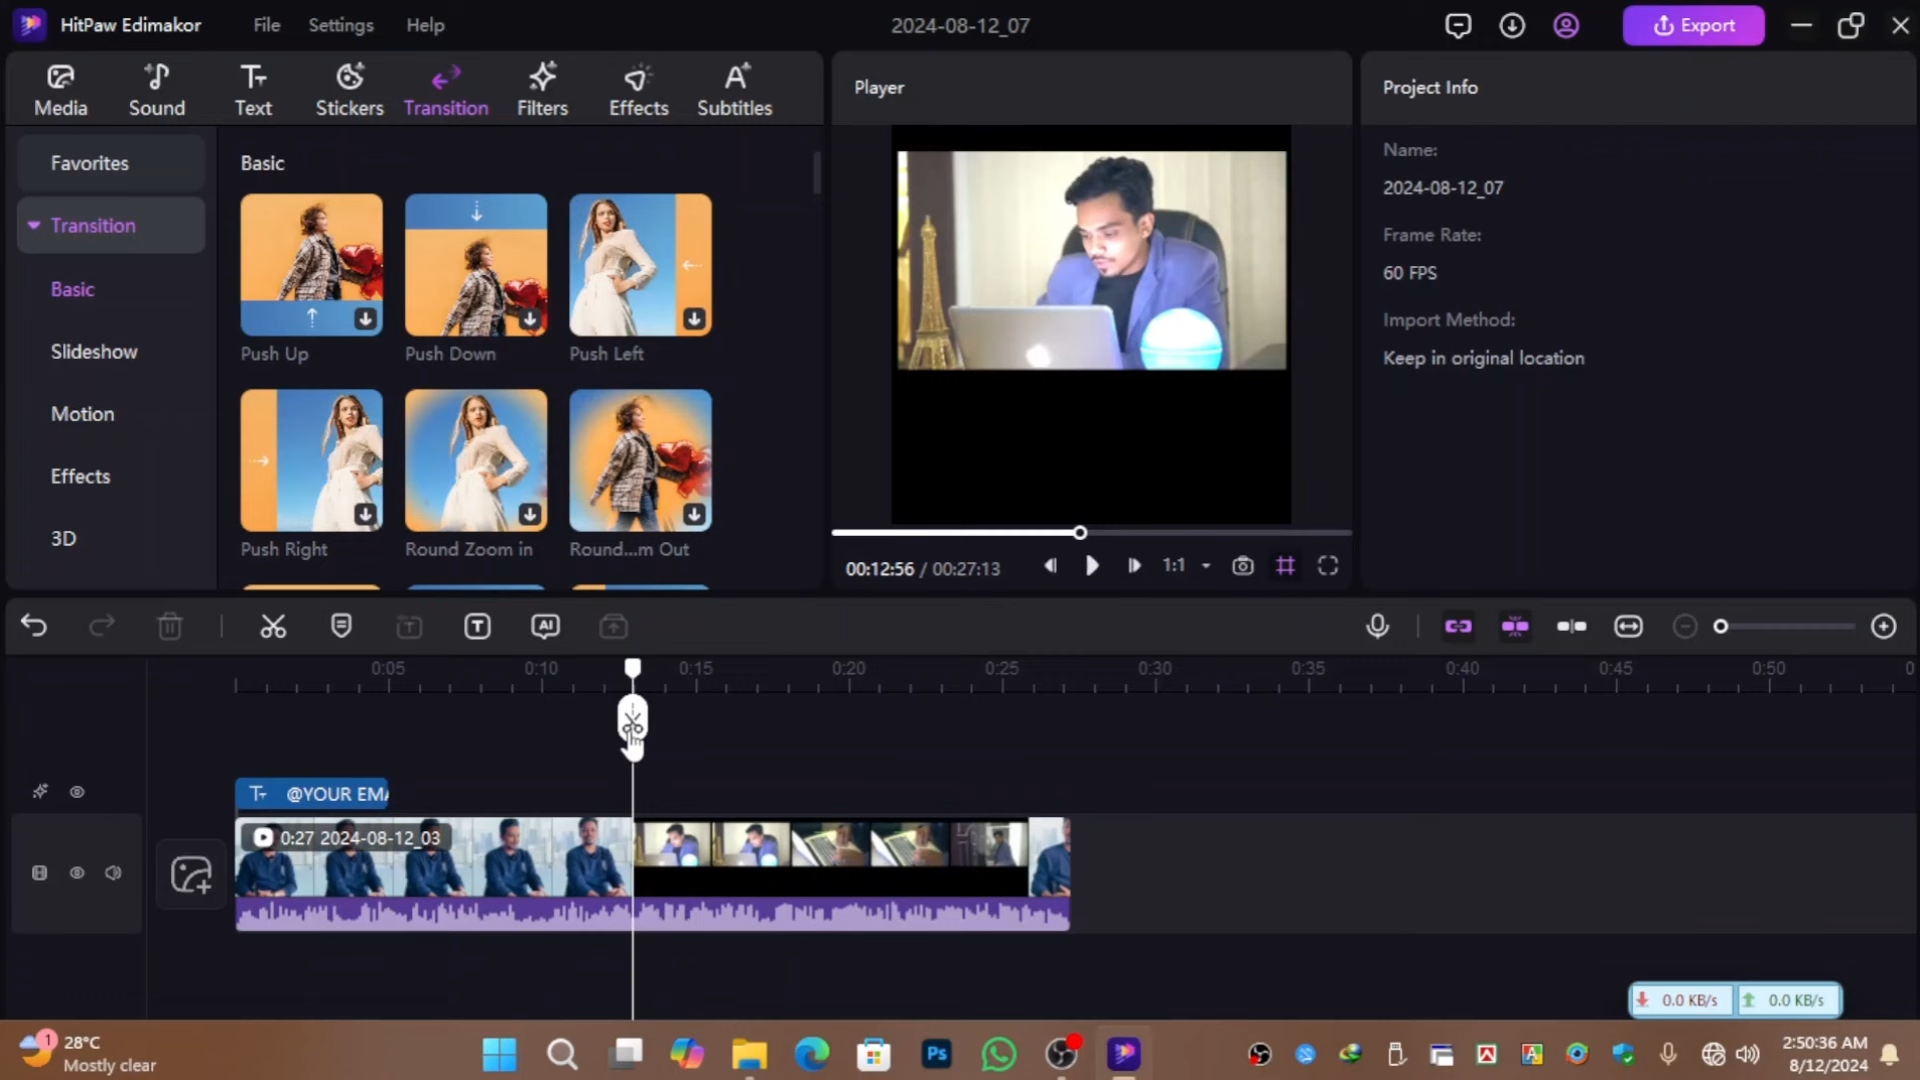 HitPaw Edimakor
File
Settings
Help
2024-08-12_07
Export
Media
Sound
Text
Stickers
Transition
Filters
Effects
Subtitles
Player
Project Info
Favorites
Transition
Basic
Slideshow
Motion
Effects
3D
Basic
Push Up
Push Down
Push Left
Push Right
Round Zoom in
Round...m Out
00:12:56 / 00:27:13
1:1
Name:
2024-08-12_07
Frame Rate:
60 FPS
Import Method:
Keep in original location
AI
0:05
0:10
0:15
0:20
0:25
0:30
0:35
0:40
0:45
0:50
0
@YOUR EMA
0:27 2024-08-12_03
0.0 KB/s
0.0 KB/s
1
28°C
Mostly clear
Ps
2:50:36 AM
8/12/2024